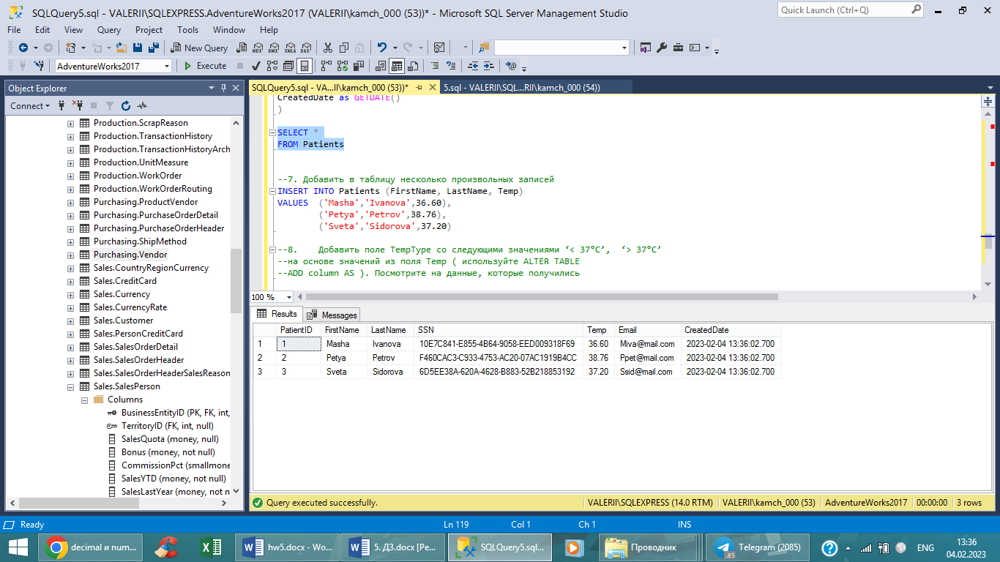 SQLQuery5.sql - VALERII\SQLEXPRESS.AdventureWorks2017 (VALERII\kamch_000 (53))* - Microsoft SQL Server Management Studio
Quick Launch (Ctrl+Q)
File Edit View Query Project Tools Window Help
New Query MDX DMX XMLA DAX
AdventureWorks2017 Execute
Object Explorer
Connect
Production.ScrapReason
Production.TransactionHistory
Production.TransactionHistoryArch
Production.UnitMeasure
Production.WorkOrder
Production.WorkOrderRouting
Purchasing.ProductVendor
Purchasing.PurchaseOrderDetail
Purchasing.PurchaseOrderHeader
Purchasing.ShipMethod
Purchasing.Vendor
Sales.CountryRegionCurrency
Sales.CreditCard
Sales.Currency
Sales.CurrencyRate
Sales.Customer
Sales.PersonCreditCard
Sales.SalesOrderDetail
Sales.SalesOrderHeader
Sales.SalesOrderHeaderSalesReason
Sales.SalesPerson
Columns
BusinessEntityID (PK, FK, int,
TerritoryID (FK, int, null)
SalesQuota (money, null)
Bonus (money, not null)
CommissionPct (smallmone
SalesYTD (money, not null)
SalesLastYear (money, not n
SQLQuery5.sql - VA...II\kamch_000 (53))* 5.sql - VALERII\SQL...RII\kamch_000 (54))
CreatedDate as GETDATE()
)
SELECT *
FROM Patients
--7. Добавить в таблицу несколько произвольных записей
INSERT INTO Patients (FirstName, LastName, Temp)
VALUES ('Masha','Ivanova',36.60),
('Petya','Petrov',38.76),
('Sveta','Sidorova',37.20)
--8. Добавить поле TempType со следующими значениями ‘< 37°C’, ‘> 37°C’
--на основе значений из поля Temp ( используйте ALTER TABLE
--ADD column AS ). Посмотрите на данные, которые получились
100 %
Results Messages
PatientID FirstName LastName SSN Temp Email CreatedDate
1 1 Masha Ivanova 10E7C841-E855-4B64-9058-EED009318F69 36.60 Miva@mail.com 2023-02-04 13:36:02.700
2 2 Petya Petrov F460CAC3-C933-4753-AC20-07AC1919B4CC 38.76 Ppet@mail.com 2023-02-04 13:36:02.700
3 3 Sveta Sidorova 6D5EE38A-620A-4628-B883-52B218853192 37.20 Ssid@mail.com 2023-02-04 13:36:02.700
Query executed successfully. VALERII\SQLEXPRESS (14.0 RTM) VALERII\kamch_000 (53) AdventureWorks2017 00:00:00 3 rows
Ready Ln 119 Col 1 Ch 1 INS
decimal и num... hw5.docx - Wo... 5. ДЗ.docx [Ре... SQLQuery5.sql... Проводник Telegram (2085) ENG 13:36
.85 04.02.2023